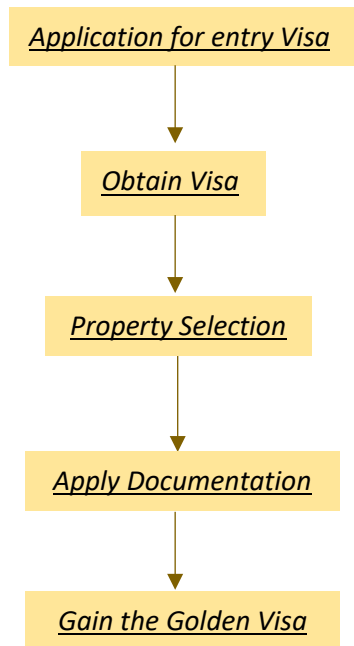 Application for entry Visa
Obtain Visa
Property Selection
Apply Documentation
Gain the Golden Visa